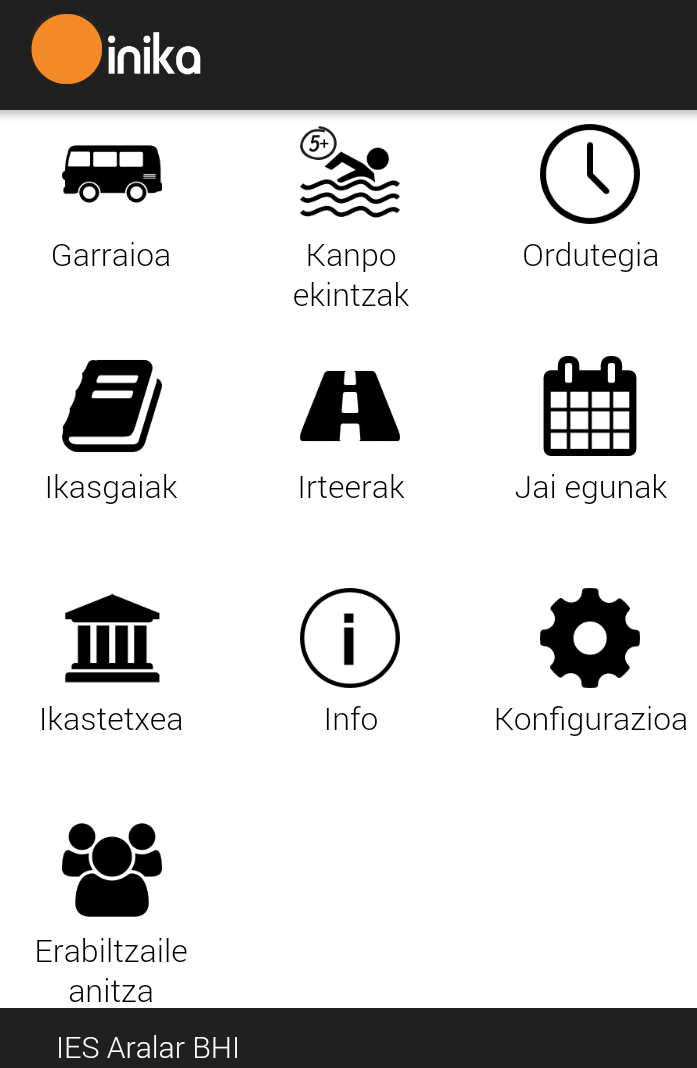 inika
5+
Garraioa
Kanpo
ekintzak
Ordutegia
Ikasgaiak
Irteerak
Jai egunak
Ikastetxea
Info
Konfigurazioa
Erabiltzaile
anitza
IES Aralar BHI